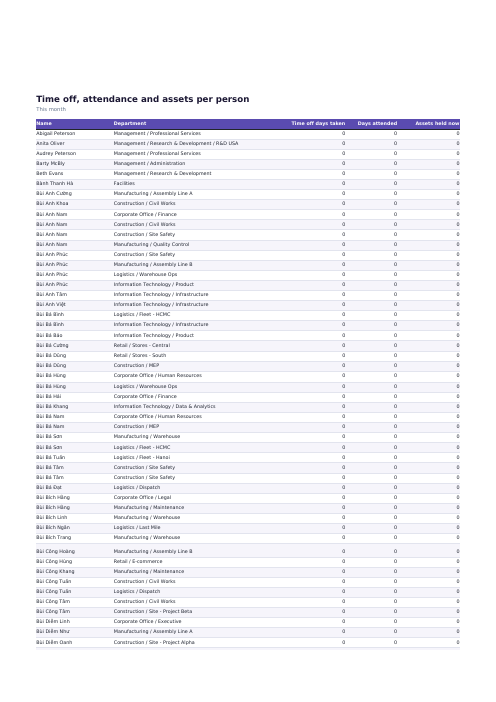 Time off, attendance and assets per person
This month
Name Department Time off days taken Days attended Assets held now
Abigail Peterson Management / Professional Services 0 0 0
Anita Oliver Management / Research & Development / R&D USA 0 0 0
Audrey Peterson Management / Professional Services 0 0 0
Barty McBly Management / Administration 0 0 0
Beth Evans Management / Research & Development 0 0 0
Bành Thanh Hà Facilities 0 0 0
Bùi Anh Cường Manufacturing / Assembly Line A 0 0 0
Bùi Anh Khoa Construction / Civil Works 0 0 0
Bùi Anh Nam Corporate Office / Finance 0 0 0
Bùi Anh Nam Construction / Civil Works 0 0 0
Bùi Anh Nam Construction / Site Safety 0 0 0
Bùi Anh Nam Manufacturing / Quality Control 0 0 0
Bùi Anh Phúc Construction / Site Safety 0 0 0
Bùi Anh Phúc Manufacturing / Assembly Line B 0 0 0
Bùi Anh Phúc Logistics / Warehouse Ops 0 0 0
Bùi Anh Phúc Information Technology / Product 0 0 0
Bùi Anh Tâm Information Technology / Infrastructure 0 0 0
Bùi Anh Việt Information Technology / Infrastructure 0 0 0
Bùi Bá Bình Logistics / Fleet - HCMC 0 0 0
Bùi Bá Bình Information Technology / Infrastructure 0 0 0
Bùi Bá Bảo Information Technology / Product 0 0 0
Bùi Bá Cường Retail / Stores - Central 0 0 0
Bùi Bá Dũng Retail / Stores - South 0 0 0
Bùi Bá Dũng Construction / MEP 0 0 0
Bùi Bá Hùng Corporate Office / Human Resources 0 0 0
Bùi Bá Hùng Logistics / Warehouse Ops 0 0 0
Bùi Bá Hải Corporate Office / Finance 0 0 0
Bùi Bá Khang Information Technology / Data & Analytics 0 0 0
Bùi Bá Nam Corporate Office / Human Resources 0 0 0
Bùi Bá Nam Construction / MEP 0 0 0
Bùi Bá Sơn Manufacturing / Warehouse 0 0 0
Bùi Bá Sơn Logistics / Fleet - HCMC 0 0 0
Bùi Bá Tuấn Logistics / Fleet - Hanoi 0 0 0
Bùi Bá Tâm Construction / Site Safety 0 0 0
Bùi Bá Tâm Construction / Site Safety 0 0 0
Bùi Bá Đạt Logistics / Dispatch 0 0 0
Bùi Bích Hằng Corporate Office / Legal 0 0 0
Bùi Bích Hằng Manufacturing / Maintenance 0 0 0
Bùi Bích Linh Manufacturing / Warehouse 0 0 0
Bùi Bích Ngân Logistics / Last Mile 0 0 0
Bùi Bích Trang Manufacturing / Warehouse 0 0 0
Bùi Công Hoàng Manufacturing / Assembly Line B 0 0 0
Bùi Công Hùng Retail / E-commerce 0 0 0
Bùi Công Khang Manufacturing / Maintenance 0 0 0
Bùi Công Tuấn Construction / Civil Works 0 0 0
Bùi Công Tuấn Logistics / Dispatch 0 0 0
Bùi Công Tâm Construction / Civil Works 0 0 0
Bùi Công Tâm Construction / Site - Project Beta 0 0 0
Bùi Diễm Linh Corporate Office / Executive 0 0 0
Bùi Diễm Như Manufacturing / Assembly Line A 0 0 0
Bùi Diễm Oanh Construction / Site - Project Alpha 0 0 0